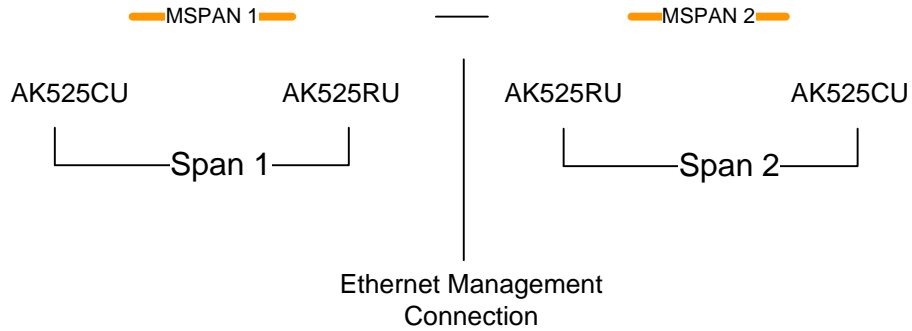 MSPAN 1 MSPAN 2
AK525CU AK525RU AK525RU AK525CU
Span 1 Span 2
Ethernet Management
Connection